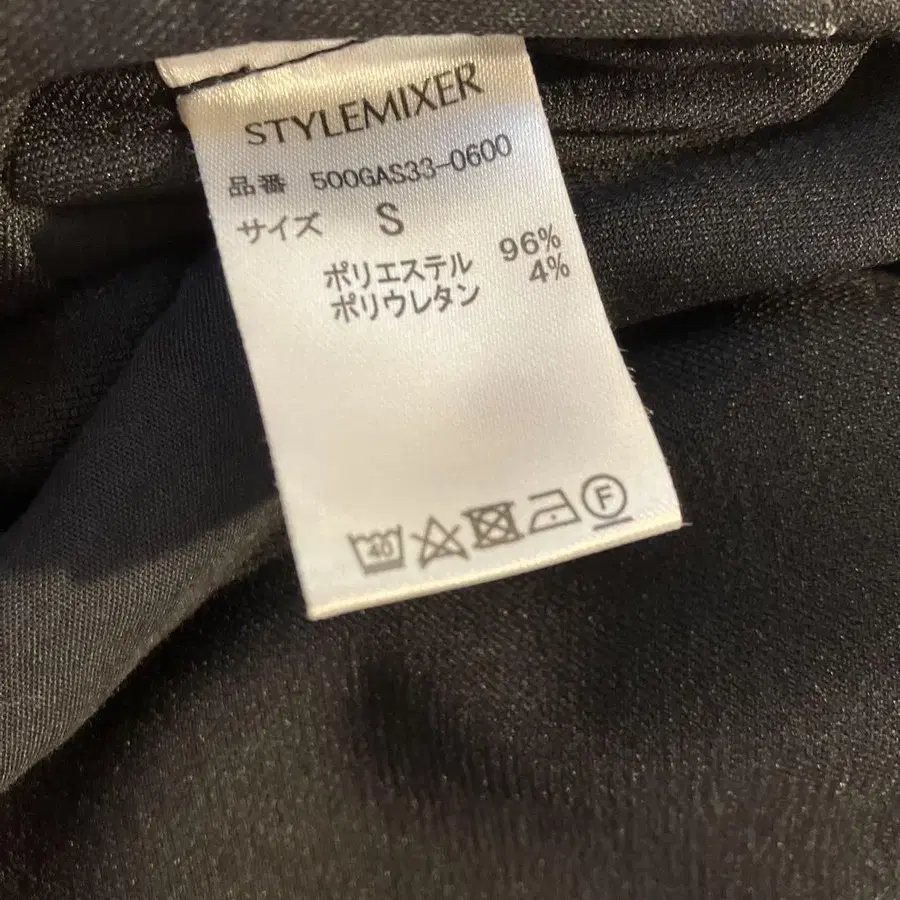 STYLEMIXER
品番 500GAS33-0600
サイズ S
ポリエステル 96%
ポリウレタン 4%
40 F